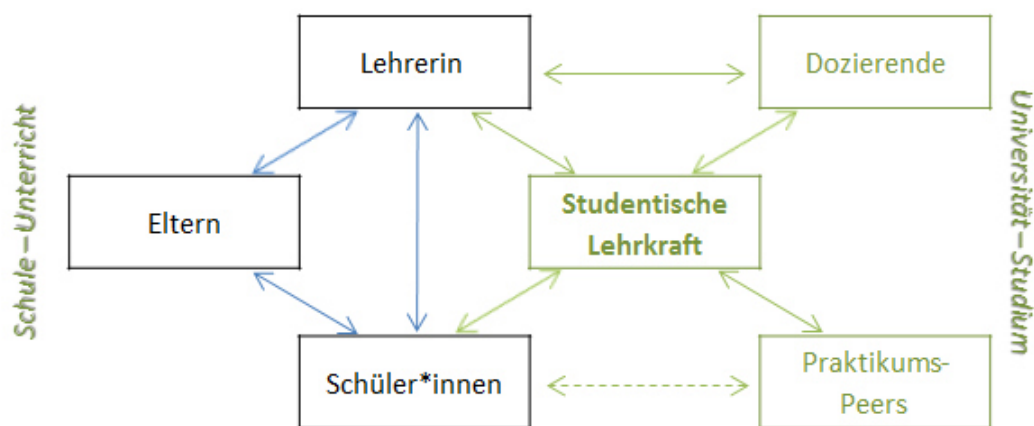 Schule–Unterricht
Lehrerin
Dozierende
Eltern
Studentische
Lehrkraft
Schüler*innen
Praktikums-
Peers
Universität–Studium